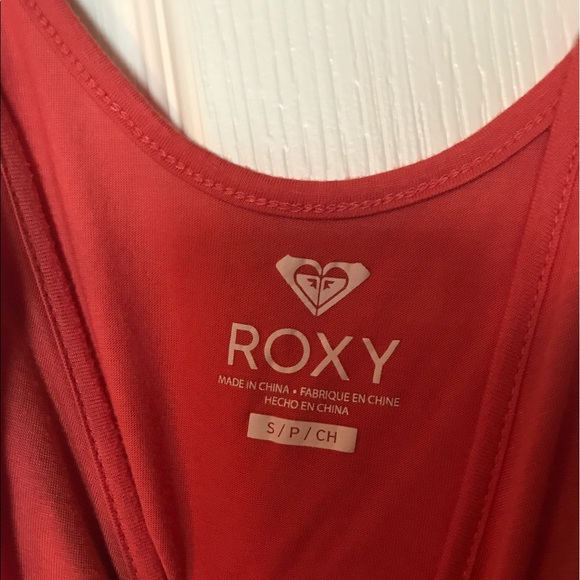 ROXY
MADE IN CHINA • FABRIQUE EN CHINE
HECHO EN CHINA
S/P/CH